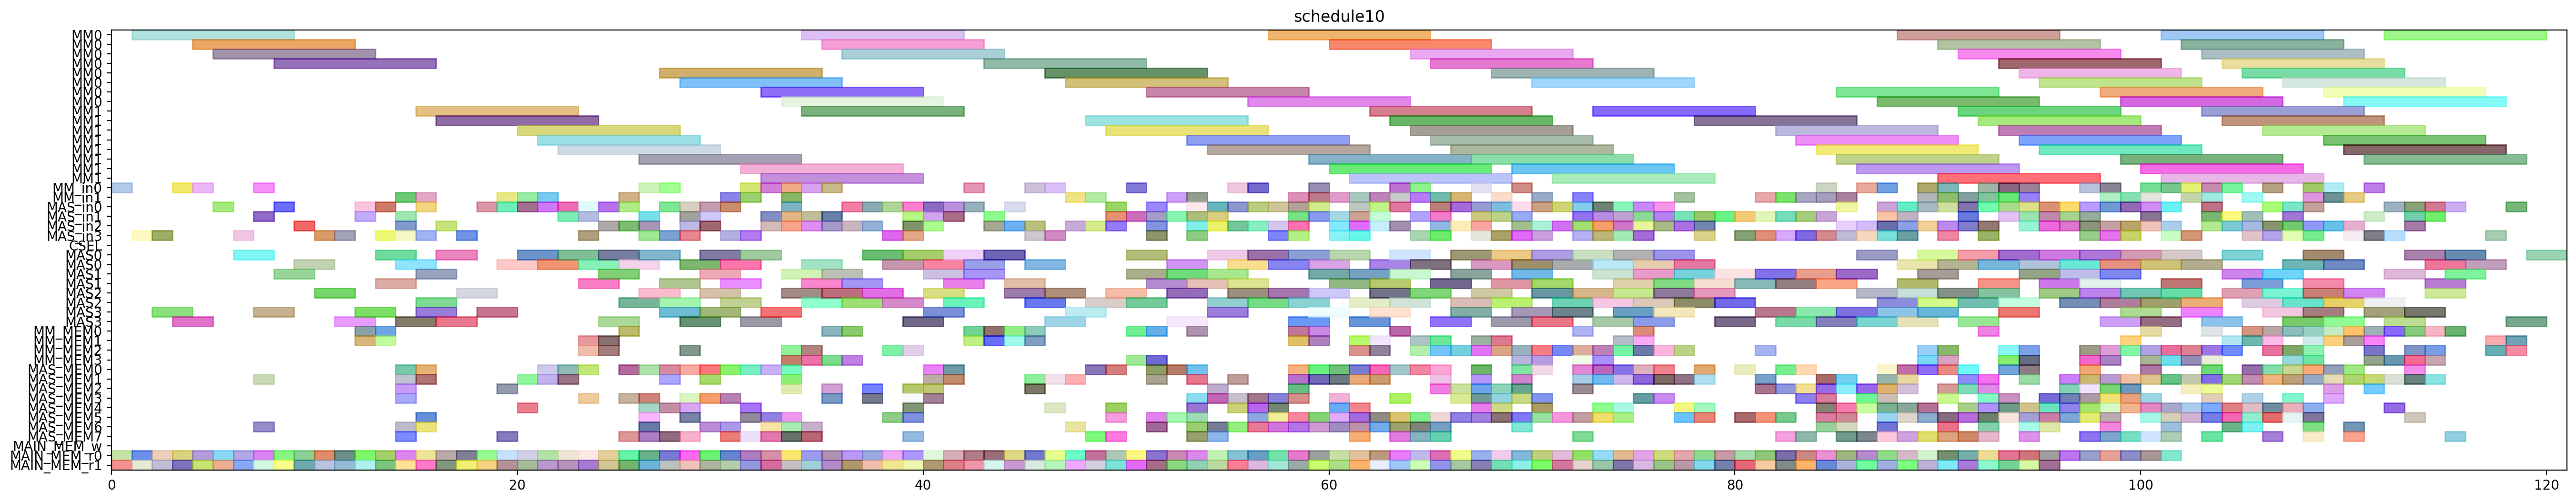 schedule10
MM0
MM0
MM0
MM0
MM0
MM0
MM0
MM0
MM1
MM1
MM1
MM1
MM1
MM1
MM1
MM1
MM_in0
MM_in1
MAS_in0
MAS_in1
MAS_in2
MAS_in3
CSEL
MAS0
MAS0
MAS1
MAS1
MAS2
MAS2
MAS3
MAS3
MM_MEM0
MM_MEM1
MM_MEM2
MM_MEM3
MAS_MEM0
MAS_MEM1
MAS_MEM2
MAS_MEM3
MAS_MEM4
MAS_MEM5
MAS_MEM6
MAS_MEM7
MAIN_MEM_w
MAIN_MEM_r0
MAIN_MEM_r1
0 20 40 60 80 100 120